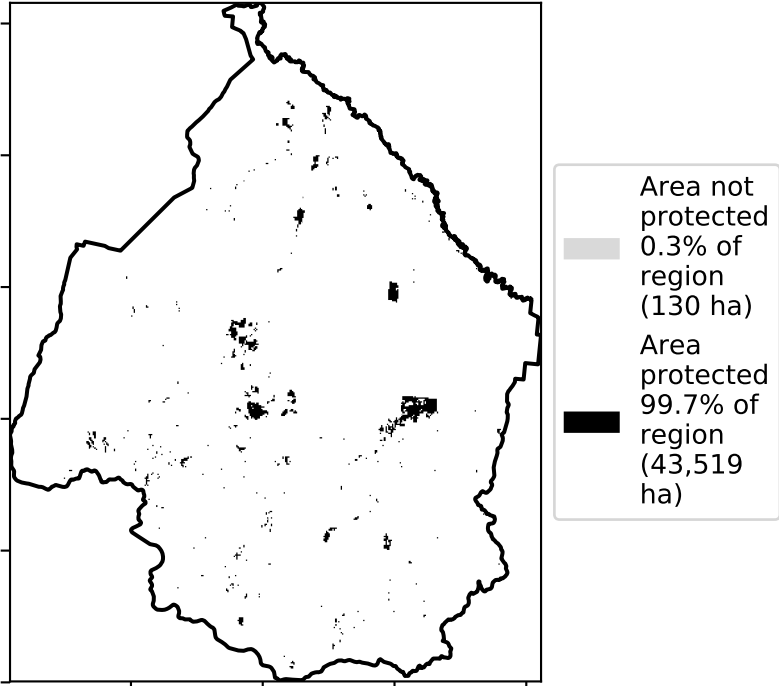 Area not
protected
0.3% of
region
(130 ha)
Area
protected
99.7% of
region
(43,519
ha)